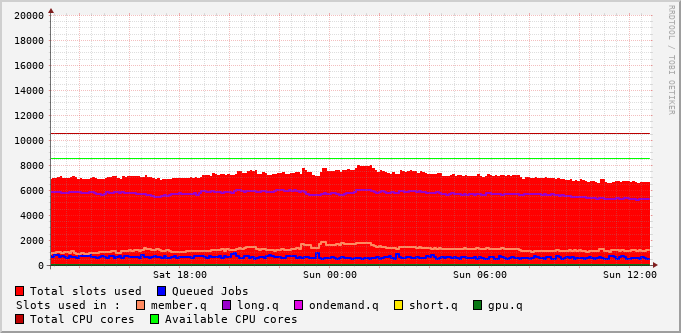 20000
18000
16000
14000
12000
10000
8000
6000
4000
2000
0
Sat 18:00 Sun 00:00 Sun 06:00 Sun 12:00
RRDTOOL / TOBI OETIKER
Total slots used Queued Jobs
Slots used in : member.q long.q ondemand.q short.q gpu.q
Total CPU cores Available CPU cores